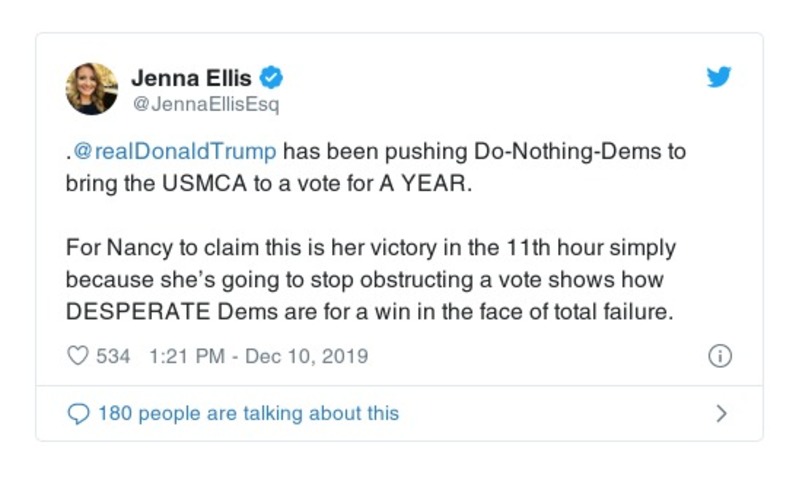 Jenna Ellis
@JennaEllisEsq
.@realDonaldTrump has been pushing Do-Nothing-Dems to
bring the USMCA to a vote for A YEAR.
For Nancy to claim this is her victory in the 11th hour simply
because she’s going to stop obstructing a vote shows how
DESPERATE Dems are for a win in the face of total failure.
534 1:21 PM - Dec 10, 2019
180 people are talking about this